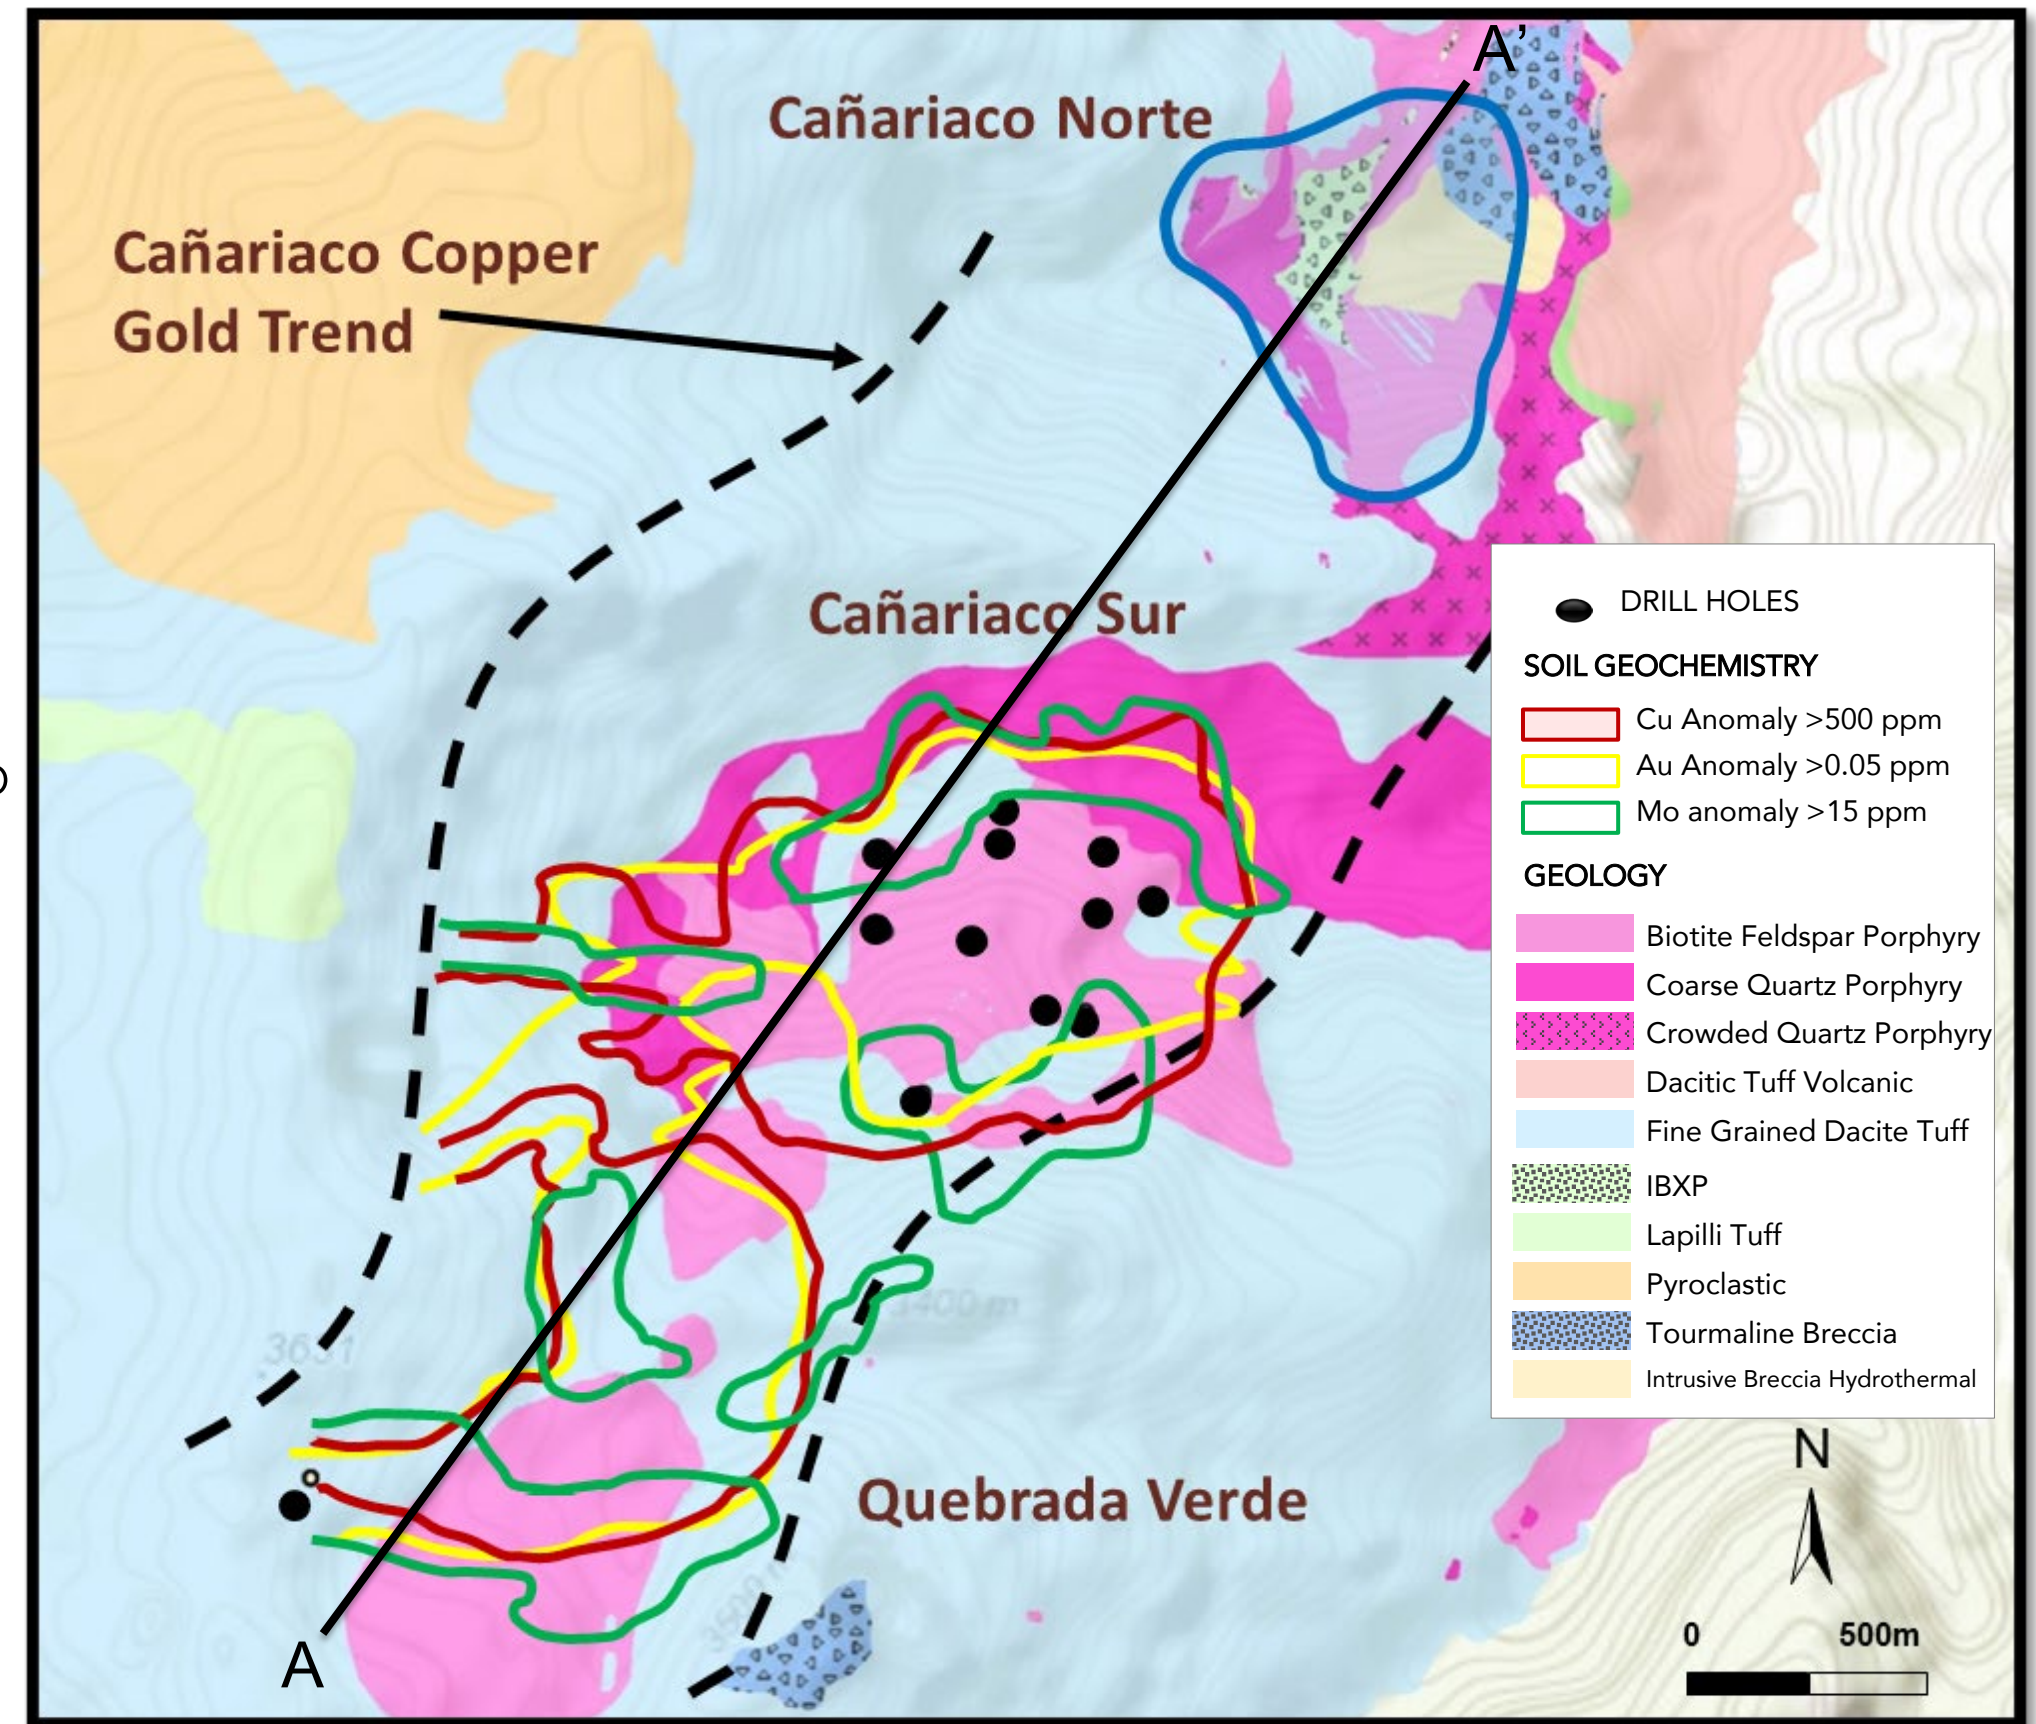 A’
Cañariaco Norte
Cañariaco Copper
Gold Trend
Cañariaco Sur
DRILL HOLES
SOIL GEOCHEMISTRY
Cu Anomaly >500 ppm
Au Anomaly >0.05 ppm
Mo anomaly >15 ppm
GEOLOGY
Biotite Feldspar Porphyry
Coarse Quartz Porphyry
Crowded Quartz Porphyry
Dacitic Tuff Volcanic
Fine Grained Dacite Tuff
IBXP
Lapilli Tuff
Pyroclastic
Tourmaline Breccia
Intrusive Breccia Hydrothermal
3400 m
3631
N
Quebrada Verde
A
0 500m